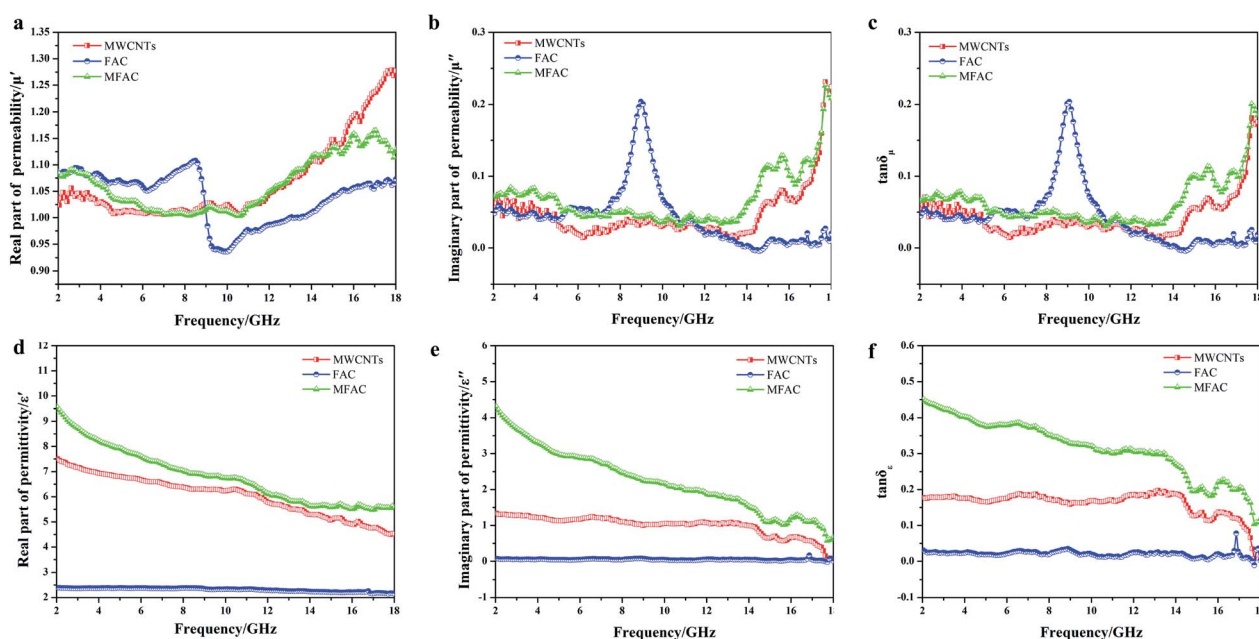 a
1.35
1.30
1.25
1.20
1.15
1.10
1.05
1.00
0.95
0.90
Real part of permeability/μ′
MWCNTs
FAC
MFAC
2 4 6 8 10 12 14 16 18
Frequency/GHz
b
0.3
0.2
0.1
0.0
Imaginary part of permeability/μ″
MWCNTs
FAC
MFAC
2 4 6 8 10 12 14 16 1
Frequency/GHz
c
0.3
0.2
0.1
0.0
tanδμ
MWCNTs
FAC
MFAC
2 4 6 8 10 12 14 16 18
Frequency/GHz
d
12
11
10
9
8
7
6
5
4
3
2
Real part of permittivity/ε′
MWCNTs
FAC
MFAC
2 4 6 8 10 12 14 16 18
Frequency/GHz
e
6
5
4
3
2
1
0
-1
Imaginary part of permittivity/ε″
MWCNTs
FAC
MFAC
2 4 6 8 10 12 14 16 1
Frequency/GHz
f
0.6
0.5
0.4
0.3
0.2
0.1
0.0
-0.1
tanδε
MWCNTs
FAC
MFAC
2 4 6 8 10 12 14 16 18
Frequency/GHz